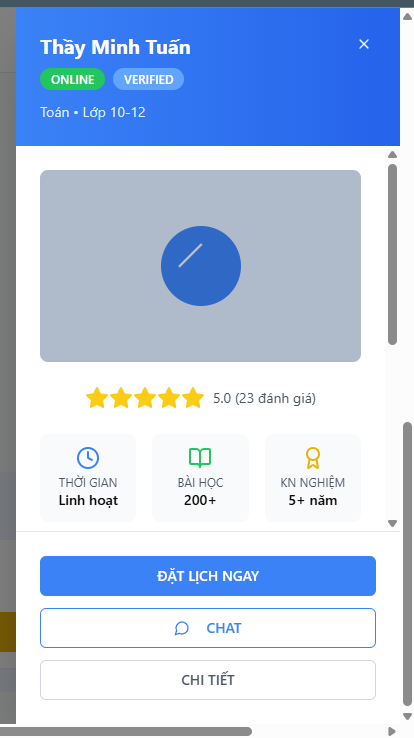 Thầy Minh Tuấn
ONLINE VERIFIED
Toán • Lớp 10-12
5.0 (23 đánh giá)
THỜI GIAN
Linh hoạt
BÀI HỌC
200+
KN NGHIỆM
5+ năm
ĐẶT LỊCH NGAY
CHAT
CHI TIẾT